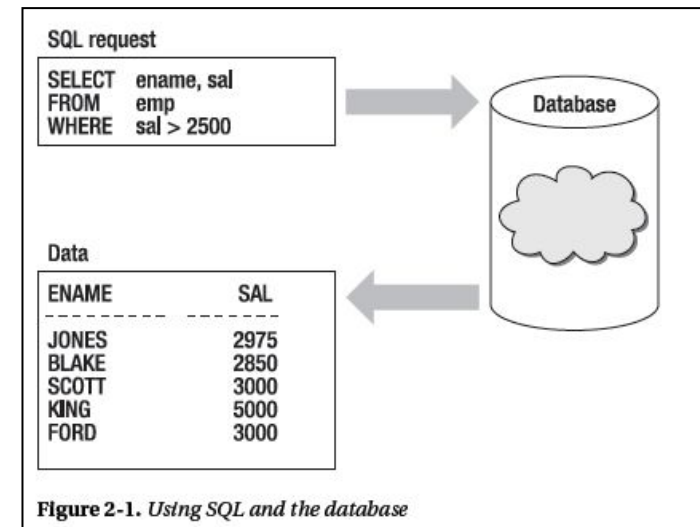 SQL request
SELECT ename, sal
FROM emp
WHERE sal > 2500
Database
Data
ENAME SAL
---------- -------
JONES 2975
BLAKE 2850
SCOTT 3000
KING 5000
FORD 3000
Figure 2-1. Using SQL and the database